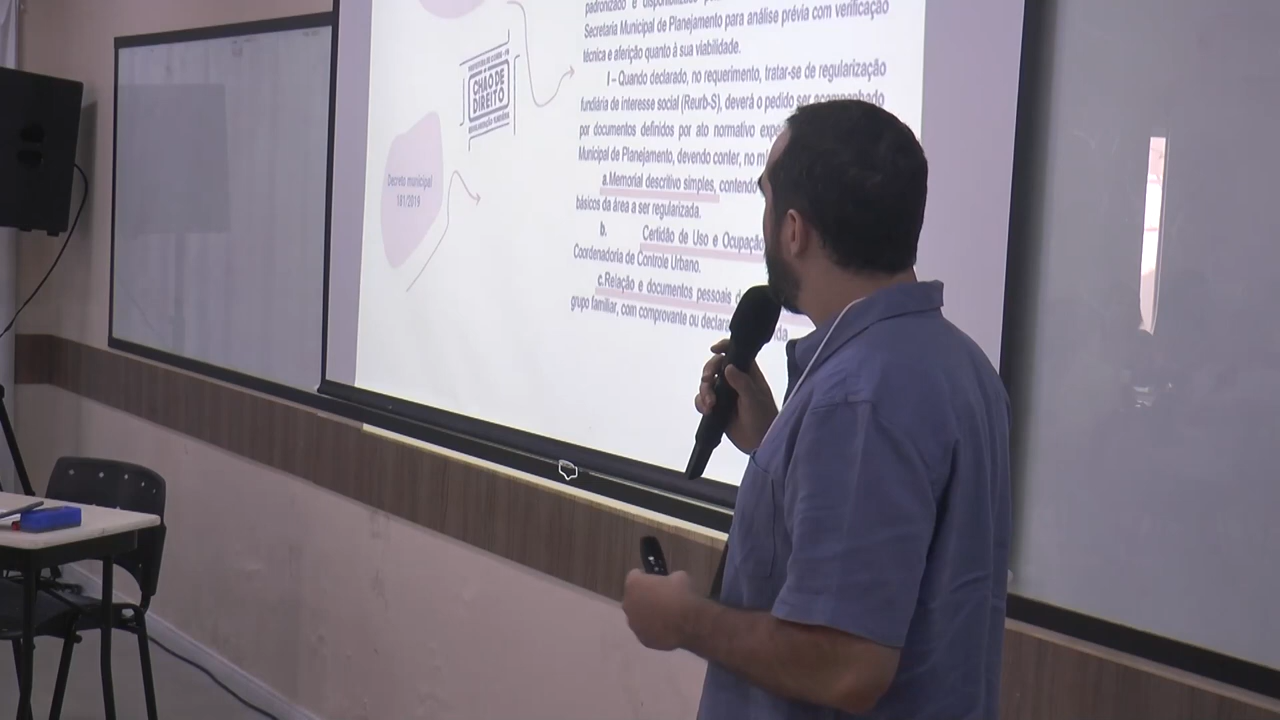 padronizado e disponibilizado
Secretaria Municipal de Planejamento para análise prévia com verificação
técnica e aferição quanto à sua viabilidade.
I – Quando declarado, no requerimento, tratar-se de regularização
fundiária de interesse social (Reurb-S), deverá o pedido ser acompanhado
por documentos definidos por ato normativo
Municipal de Planejamento, devendo conter, no
a.Memorial descritivo simples, contendo
básicos da área a ser regularizada.
b. Certidão de Uso e Ocupação
Coordenadoria de Controle Urbano.
c.Relação e documentos pessoais
grupo familiar, com comprovante ou
CHÃO DE
DIREITO
REGULARIZAÇÃO FUNDIÁRIA
Decreto municipal
181/2019